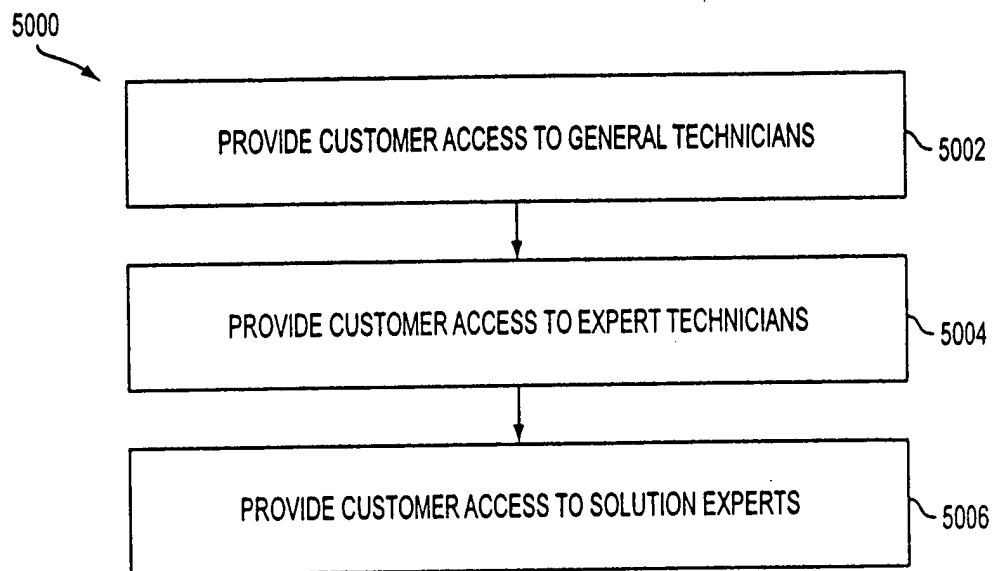 5000
PROVIDE CUSTOMER ACCESS TO GENERAL TECHNICIANS
5002
PROVIDE CUSTOMER ACCESS TO EXPERT TECHNICIANS
5004
PROVIDE CUSTOMER ACCESS TO SOLUTION EXPERTS
5006